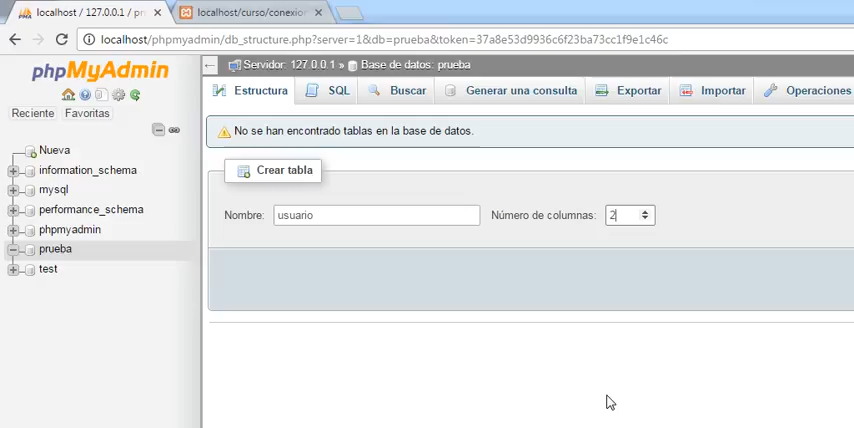 localhost / 127.0.0.1 / pr
localhost/curso/conexion
localhost/phpmyadmin/db_structure.php?server=1&db=prueba&token=37a8e53d9936c6f23ba73cc1f9e1c46c
phpMyAdmin
Reciente
Favoritas
Nueva
information_schema
mysql
performance_schema
phpmyadmin
prueba
test
Servidor: 127.0.0.1 » Base de datos: prueba
Estructura
SQL
Buscar
Generar una consulta
Exportar
Importar
Operaciones
No se han encontrado tablas en la base de datos.
Crear tabla
Nombre: usuario
Número de columnas: 2